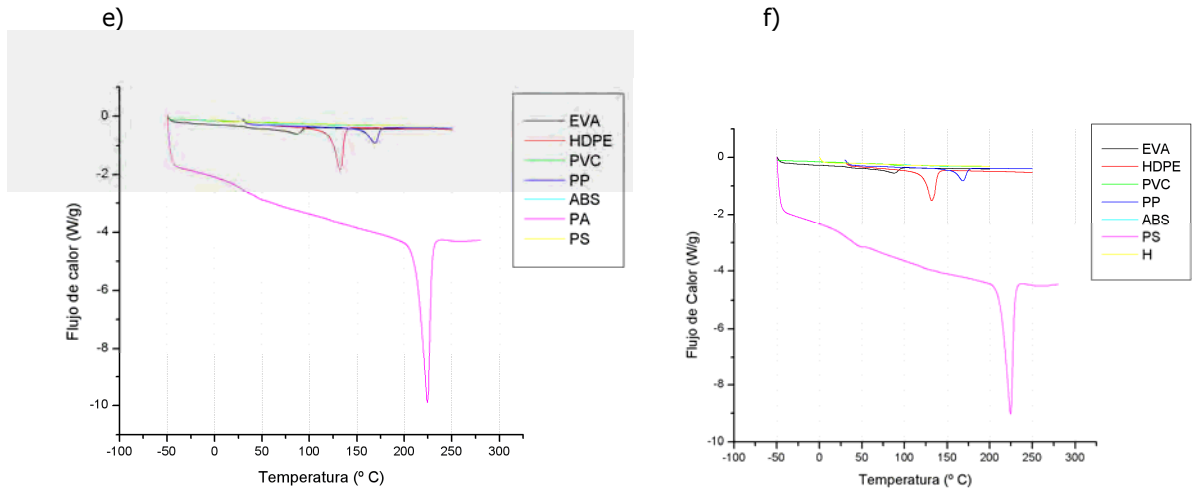 e)
f)
0
-2
-4
-6
-8
-10
-100
-50
0
50
100
150
200
250
300
Flujo de calor (W/g)
Temperatura (º C)
EVA
HDPE
PVC
PP
ABS
PA
PS
0
-2
-4
-6
-8
-10
-100
-50
0
50
100
150
200
250
300
Flujo de Calor (W/g)
Temperatura (º C)
EVA
HDPE
PVC
PP
ABS
PS
H